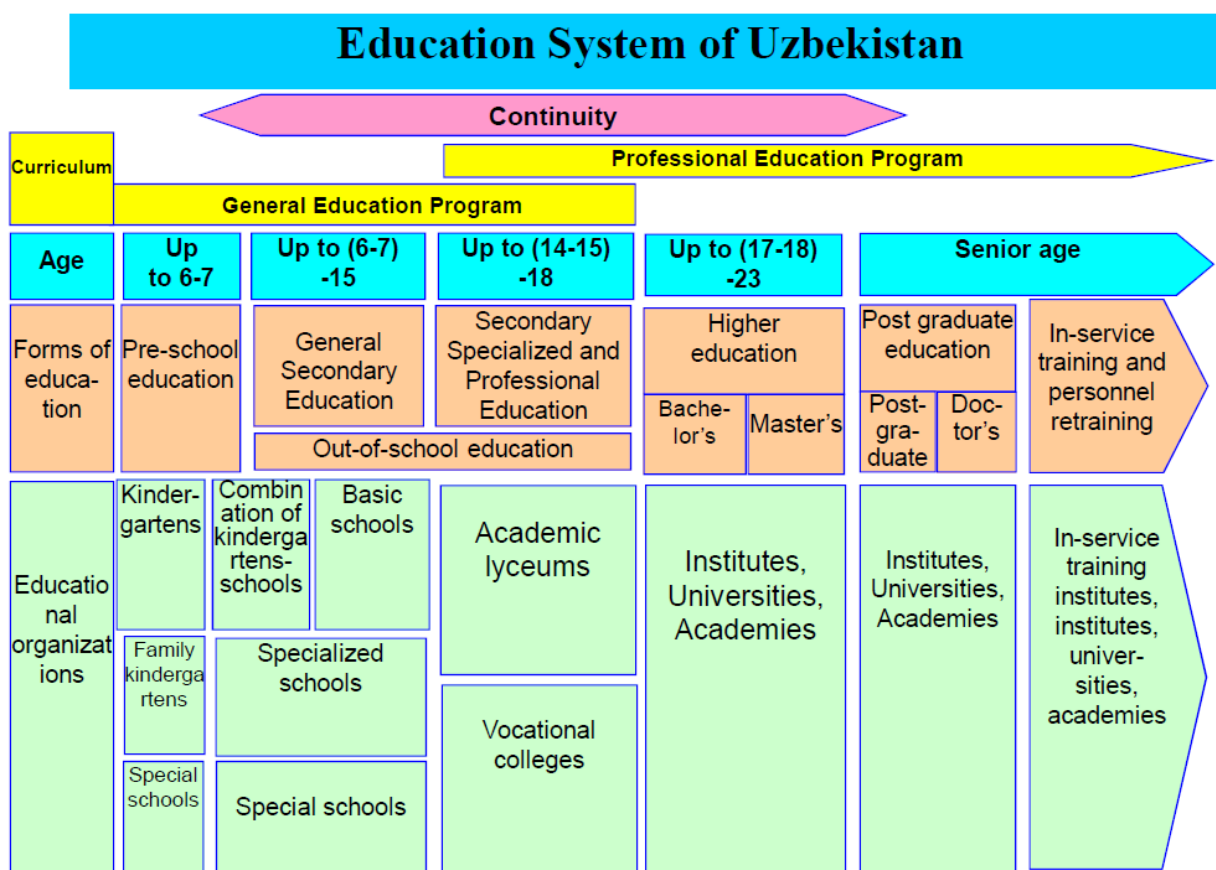 Education System of Uzbekistan
Continuity
Professional Education Program
Curriculum
General Education Program
Age
Up
to 6-7
Up to (6-7)
-15
Up to (14-15)
-18
Up to (17-18)
-23
Senior age
Forms of
educa-
tion
Pre-school
education
General
Secondary
Education
Secondary
Specialized and
Professional
Education
Out-of-school education
Higher
education
Bache-
lor's
Master's
Post graduate
education
Post-
gra-
duate
Doc-
tor's
In-service
training and
personnel
retraining
Educatio
nal
organizat
ions
Kinder-
gartens
Combin
ation of
kinderga
rtens-
schools
Basic
schools
Family
kinderga
rtens
Specialized
schools
Special
schools
Special schools
Academic
lyceums
Vocational
colleges
Institutes,
Universities,
Academies
Institutes,
Universities,
Academies
In-service
training
institutes,
institutes,
univer-
sities,
academies